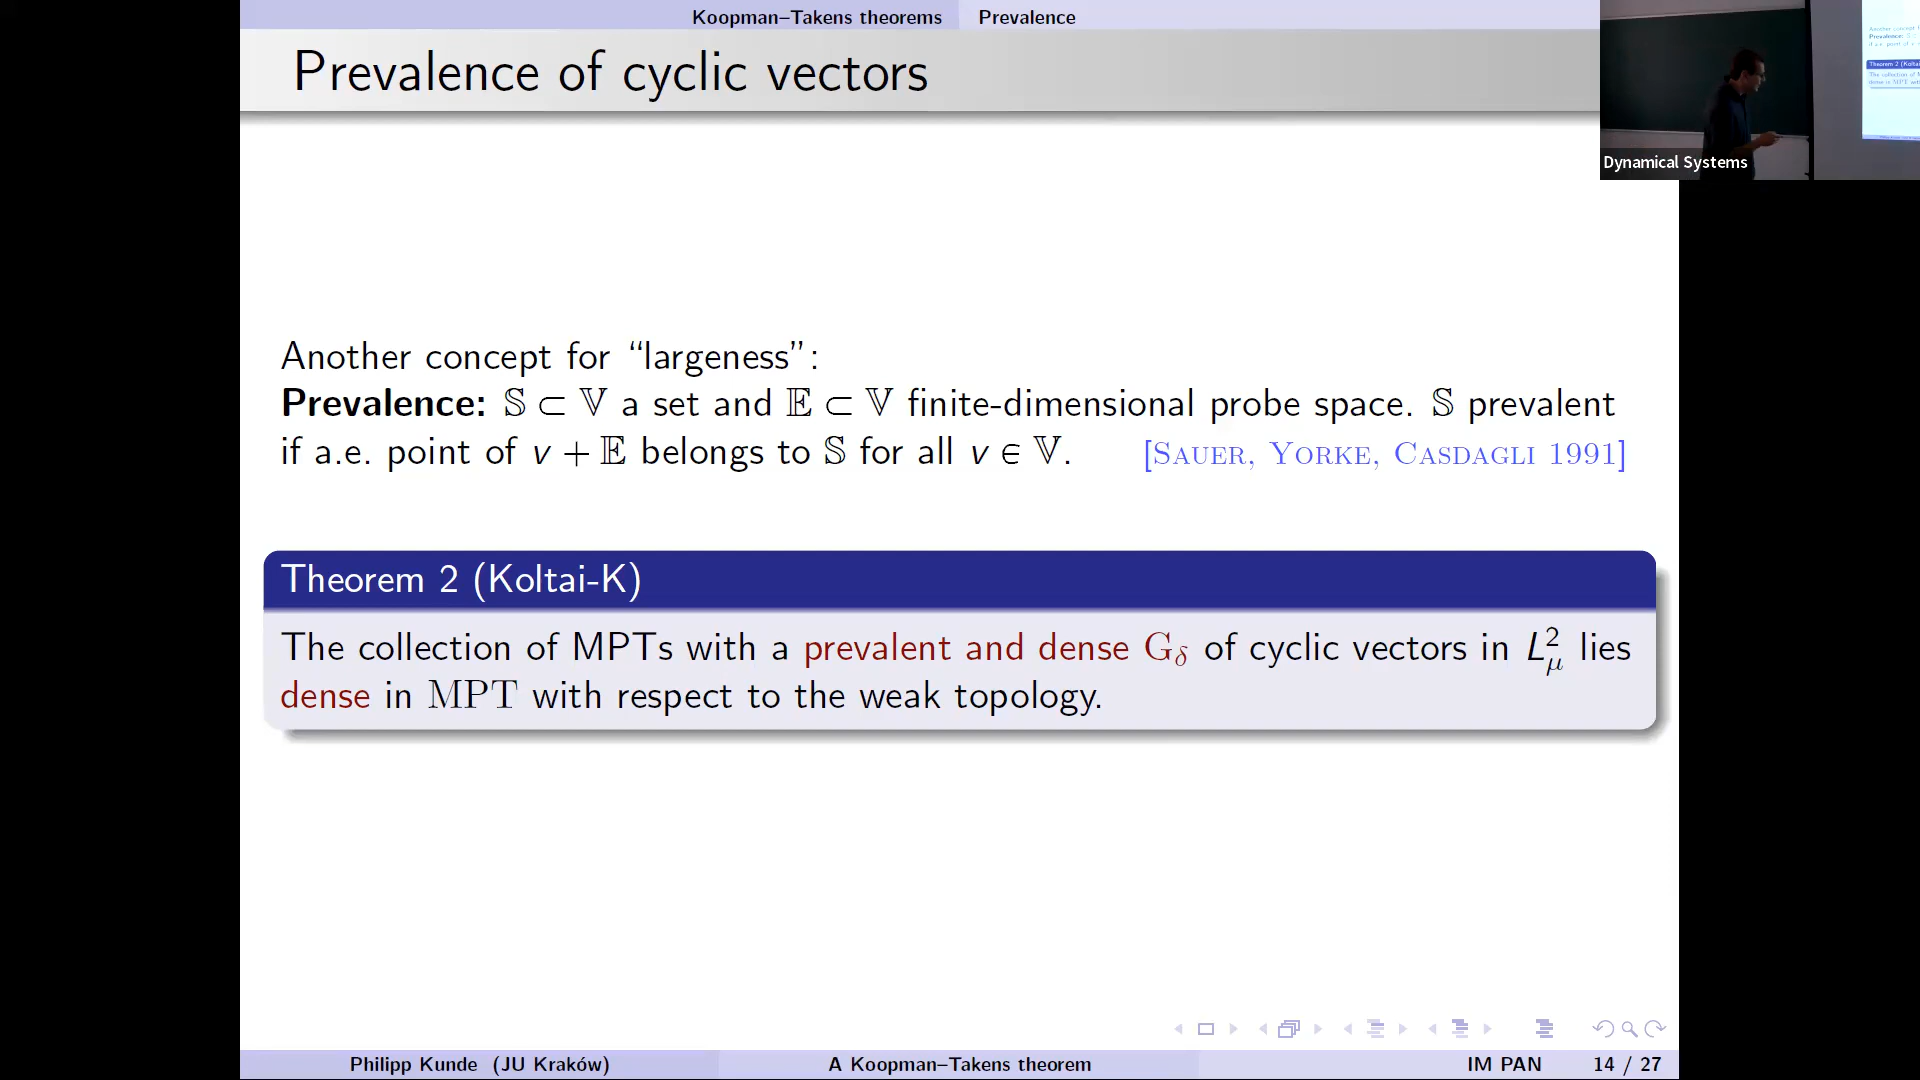 Koopman–Takens theorems Prevalence
Prevalence of cyclic vectors
Dynamical Systems
Another concept for “largeness”:
Prevalence: 𝕊 ⊂ 𝕍 a set and 𝔼 ⊂ 𝕍 finite-dimensional probe space. 𝕊 prevalent
if a.e. point of v + 𝔼 belongs to 𝕊 for all v ∈ 𝕍. [Sauer, Yorke, Casdagli 1991]
Theorem 2 (Koltai-K)
The collection of MPTs with a prevalent and dense G_δ of cyclic vectors in L²_μ lies
dense in MPT with respect to the weak topology.
Philipp Kunde (JU Kraków) A Koopman–Takens theorem IM PAN 14 / 27